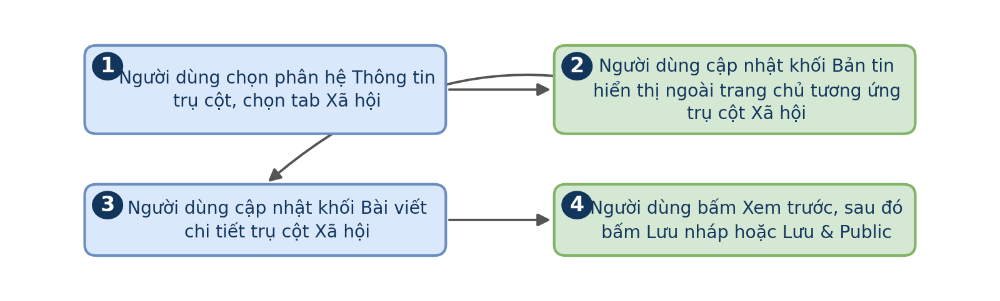 1
Người dùng chọn phân hệ Thông tin
trụ cột, chọn tab Xã hội
2
Người dùng cập nhật khối Bản tin
hiển thị ngoài trang chủ tương ứng
trụ cột Xã hội
3
Người dùng cập nhật khối Bài viết
chi tiết trụ cột Xã hội
4
Người dùng bấm Xem trước, sau đó
bấm Lưu nháp hoặc Lưu & Public